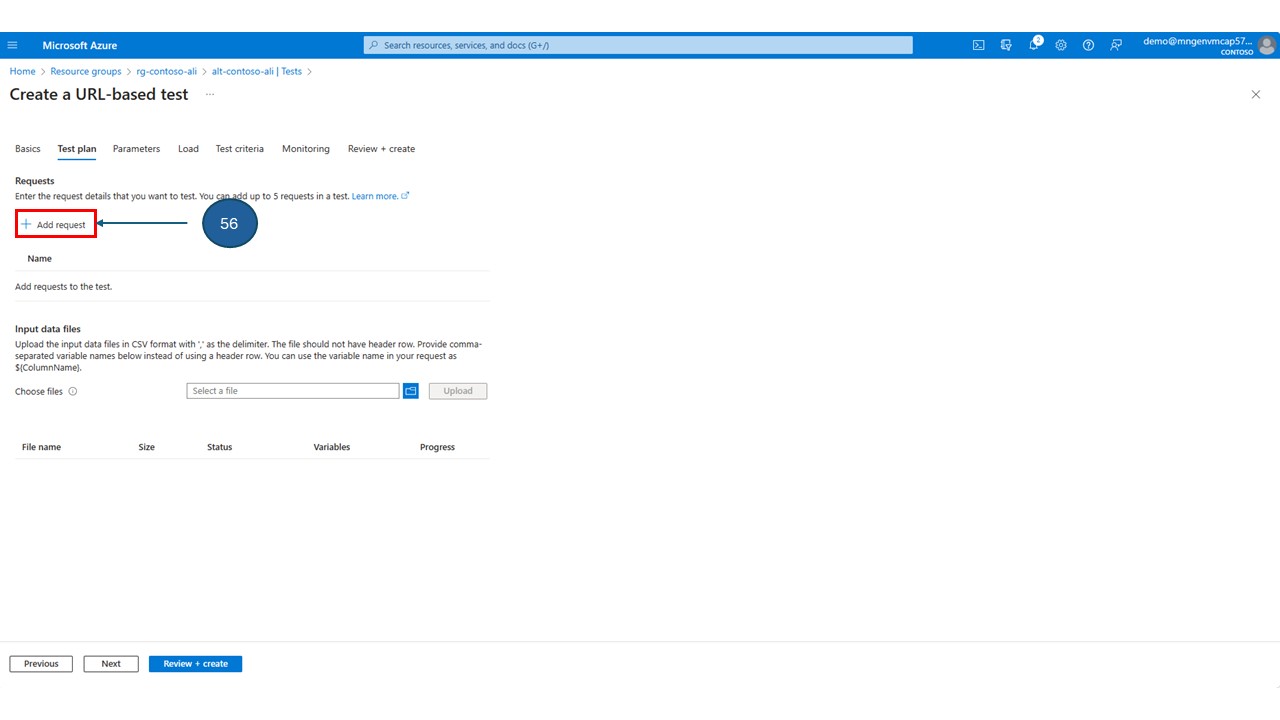 Microsoft Azure
Search resources, services, and docs (G+/)
2
demo@mngenvmcap57...
CONTOSO
Home > Resource groups > rg-contoso-ali > alt-contoso-ali | Tests >
Create a URL-based test ...
Basics Test plan Parameters Load Test criteria Monitoring Review + create
Requests
Enter the request details that you want to test. You can add up to 5 requests in a test. Learn more.
+ Add request
56
Name
Add requests to the test.
Input data files
Upload the input data files in CSV format with ',' as the delimiter. The file should not have header row. Provide comma-
separated variable names below instead of using a header row. You can use the variable name in your request as
${ColumnName}.
Choose files
Select a file
Upload
File name Size Status Variables Progress
Previous Next Review + create